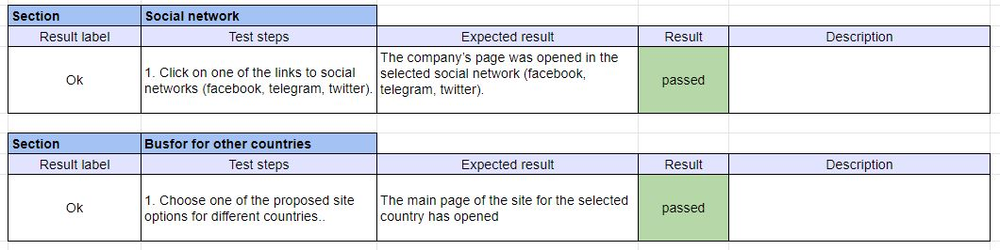 Section Social network
Result label Test steps Expected result Result Description
Ok
1. Click on one of the links to social
networks (facebook, telegram, twitter).
The company's page was opened in the
selected social network (facebook,
telegram, twitter).
passed
Section Busfor for other countries
Result label Test steps Expected result Result Description
Ok
1. Choose one of the proposed site
options for different countries..
The main page of the site for the selected
country has opened
passed